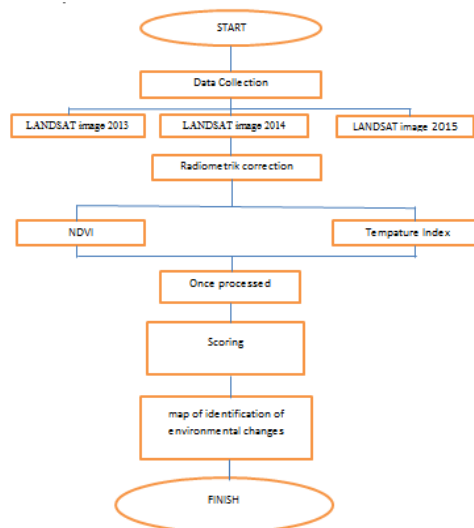 START
Data Collection
LANDSAT image 2013
LANDSAT image 2014
LANDSAT image 2015
Radiometrik correction
NDVI
Tempature Index
Once processed
Scoring
map of identification of
environmental changes
FINISH